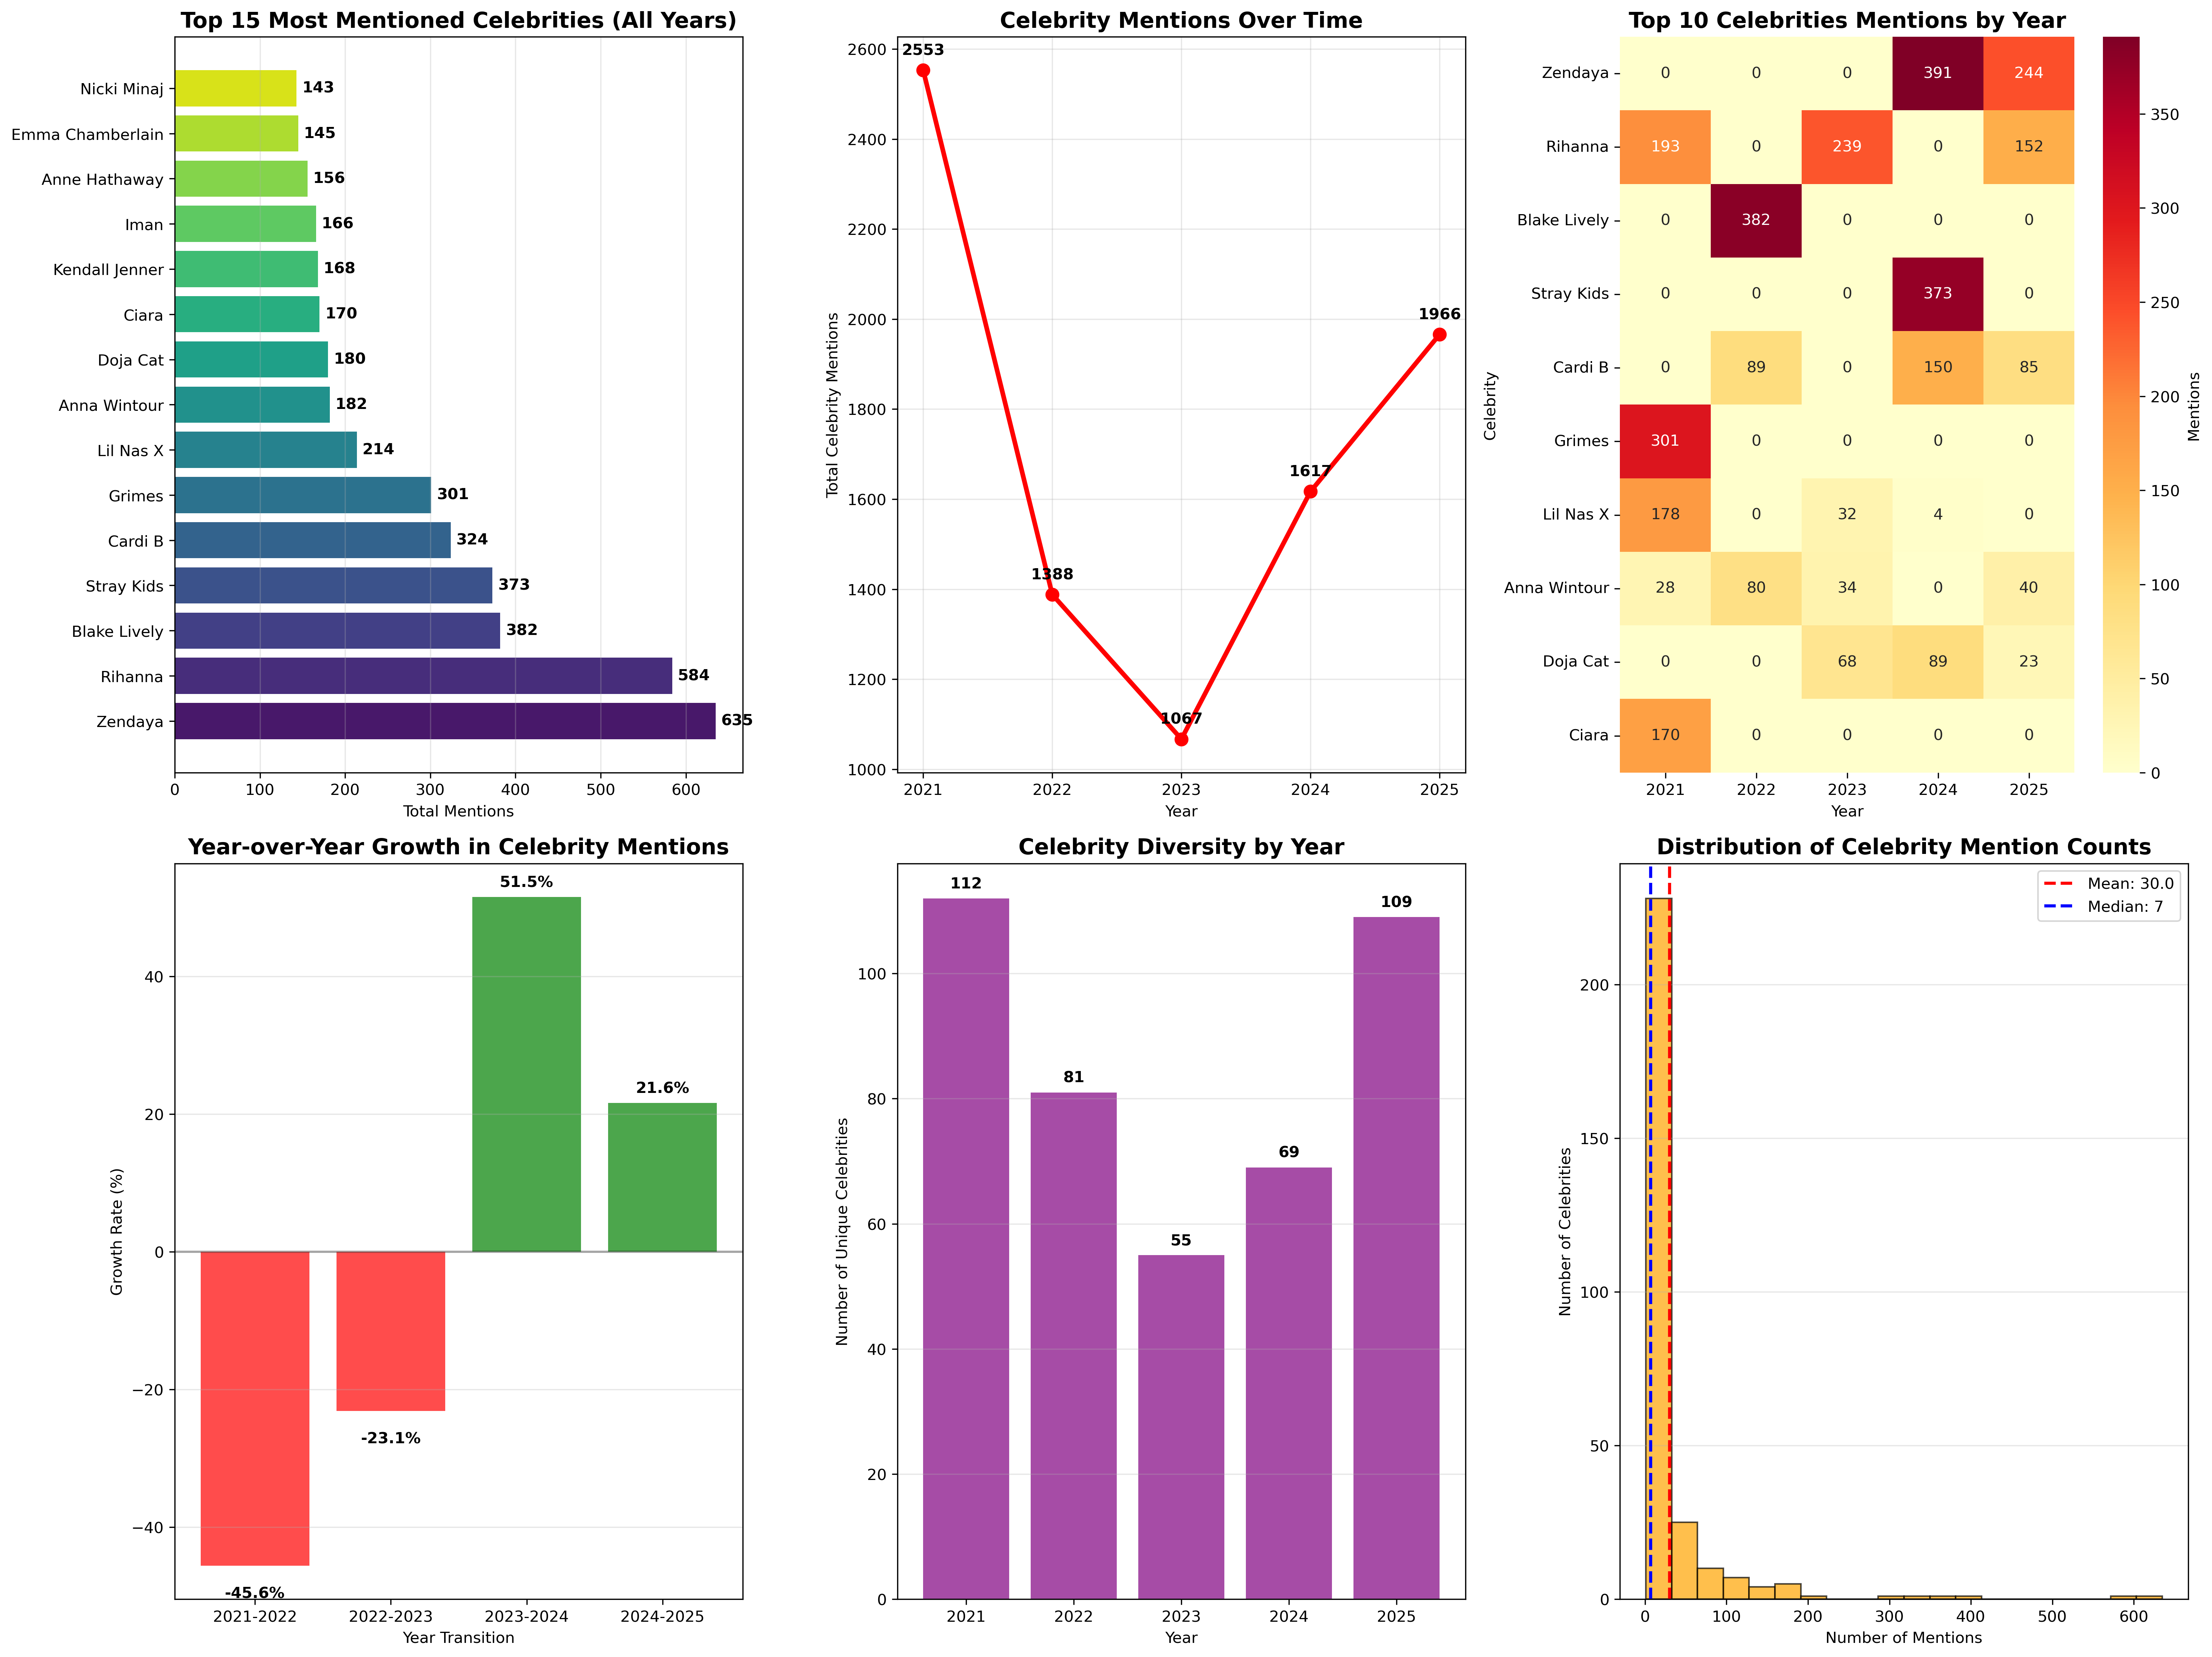 Top 15 Most Mentioned Celebrities (All Years)
Nicki Minaj 143
Emma Chamberlain 145
Anne Hathaway 156
Iman 166
Kendall Jenner 168
Ciara 170
Doja Cat 180
Anna Wintour 182
Lil Nas X 214
Grimes 301
Cardi B 324
Stray Kids 373
Blake Lively 382
Rihanna 584
Zendaya 635
0 100 200 300 400 500 600
Total Mentions
Celebrity Mentions Over Time
Total Celebrity Mentions
2600
2400
2200
2000
1800
1600
1400
1200
1000
2553
1388
1067
1617
1966
2021 2022 2023 2024 2025
Year
Top 10 Celebrities Mentions by Year
Celebrity
Zendaya 0 0 0 391 244
Rihanna 193 0 239 0 152
Blake Lively 0 382 0 0 0
Stray Kids 0 0 0 373 0
Cardi B 0 89 0 150 85
Grimes 301 0 0 0 0
Lil Nas X 178 0 32 4 0
Anna Wintour 28 80 34 0 40
Doja Cat 0 0 68 89 23
Ciara 170 0 0 0 0
2021 2022 2023 2024 2025
Year
350
300
250
200
150
100
50
0
Mentions
Year-over-Year Growth in Celebrity Mentions
Growth Rate (%)
40
20
0
−20
−40
-45.6%
-23.1%
51.5%
21.6%
2021-2022 2022-2023 2023-2024 2024-2025
Year Transition
Celebrity Diversity by Year
Number of Unique Celebrities
100
80
60
40
20
0
112
81
55
69
109
2021 2022 2023 2024 2025
Year
Distribution of Celebrity Mention Counts
Mean: 30.0
Median: 7
Number of Celebrities
200
150
100
50
0
0 100 200 300 400 500 600
Number of Mentions